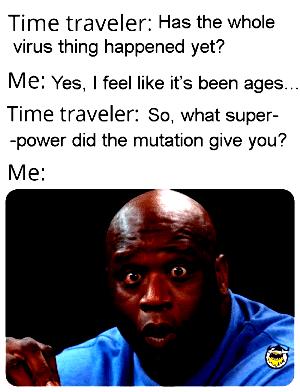 Time traveler: Has the whole
virus thing happened yet?
Me: Yes, I feel like it's been ages...
Time traveler: So, what super-
-power did the mutation give you?
Me: